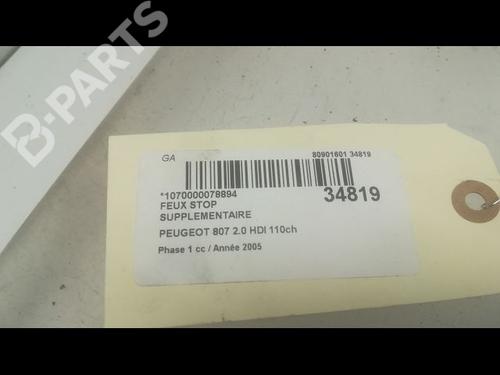 B-PARTS
GA 80901601 34819
*1070000078894 34819
FEUX STOP
SUPPLEMENTAIRE
PEUGEOT 807 2.0 HDI 110ch
Phase 1 cc / Année 2005